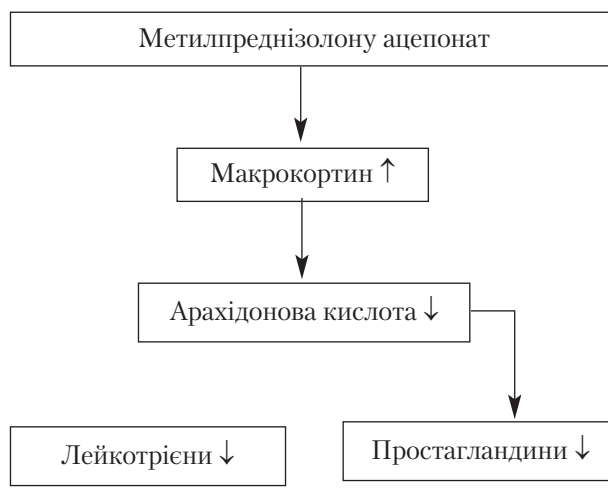 Метилпреднізолону ацепонат
Макрокортин ↑
Арахідонова кислота ↓
Лейкотрієни ↓
Простагландини ↓